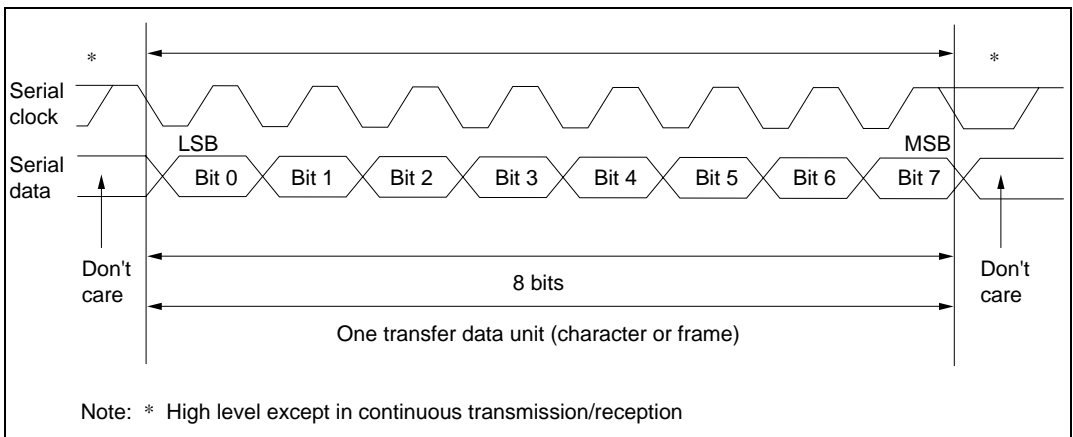 *
*
Serial
clock
LSB
MSB
Serial
data
Bit 0
Bit 1
Bit 2
Bit 3
Bit 4
Bit 5
Bit 6
Bit 7
Don't
care
8 bits
Don't
care
One transfer data unit (character or frame)
Note: * High level except in continuous transmission/reception